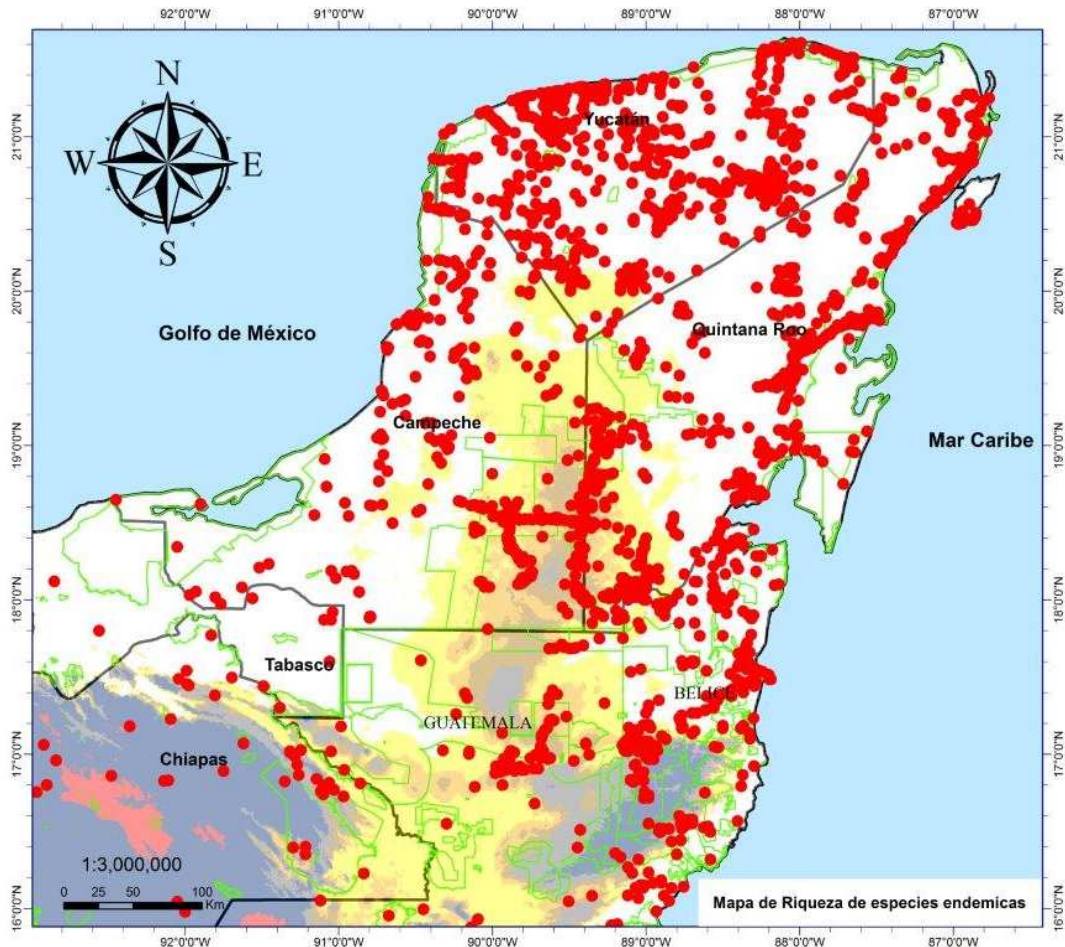 92°0'0"W 91°0'0"W 90°0'0"W 89°0'0"W 88°0'0"W 87°0'0"W
N
W E
S
21°0'0"N 21°0'0"N
20°0'0"N 20°0'0"N
19°0'0"N 19°0'0"N
18°0'0"N 18°0'0"N
17°0'0"N 17°0'0"N
16°0'0"N 16°0'0"N
Yucatán
Golfo de México
Quintana Roo
Campeche
Mar Caribe
Tabasco
BELICE
GUATEMALA
Chiapas
1:3,000,000
0 25 50 100
Km
Mapa de Riqueza de especies endemicas
92°0'0"W 91°0'0"W 90°0'0"W 89°0'0"W 88°0'0"W 87°0'0"W